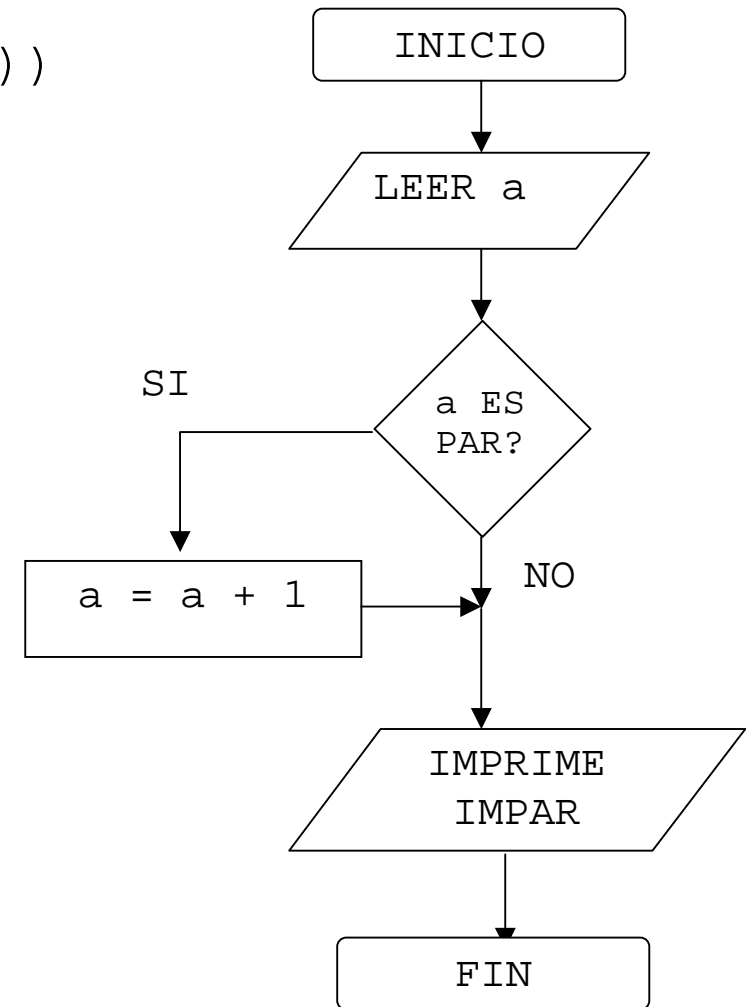 INICIO
))
LEER a
SI
a ES
PAR?
NO
a = a + 1
IMPRIME
IMPAR
FIN